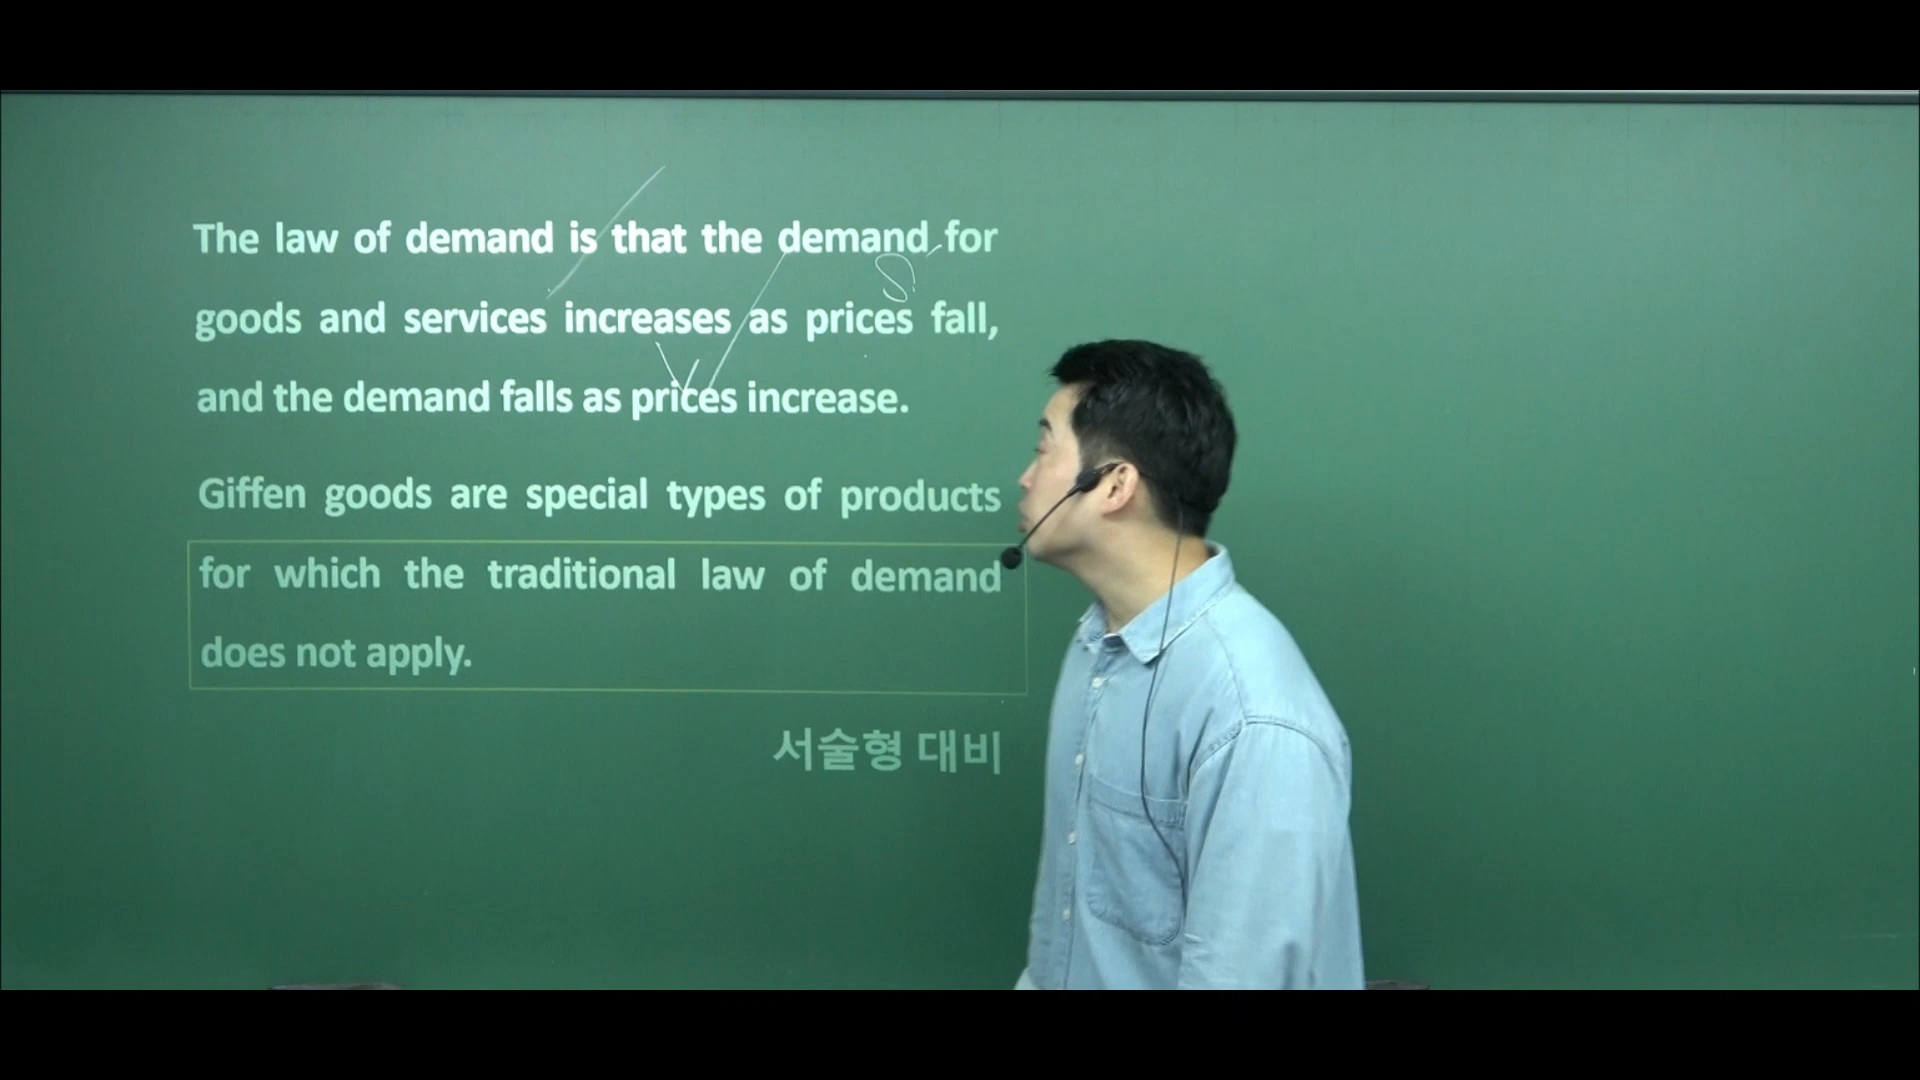 The law of demand is that the demand for
goods and services increases as prices fall,
and the demand falls as prices increase.
Giffen goods are special types of products
for which the traditional law of demand
does not apply.
서술형 대비
S
V